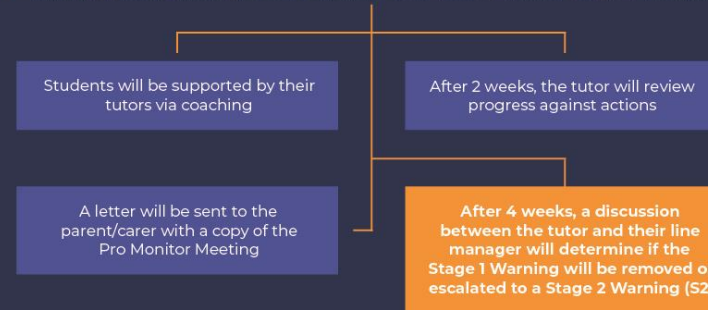 Students will be supported by their
tutors via coaching
After 2 weeks, the tutor will review
progress against actions
A letter will be sent to the
parent/carer with a copy of the
Pro Monitor Meeting
After 4 weeks, a discussion
between the tutor and their line
manager will determine if the
Stage 1 Warning will be removed o
escalated to a Stage 2 Warning (S2